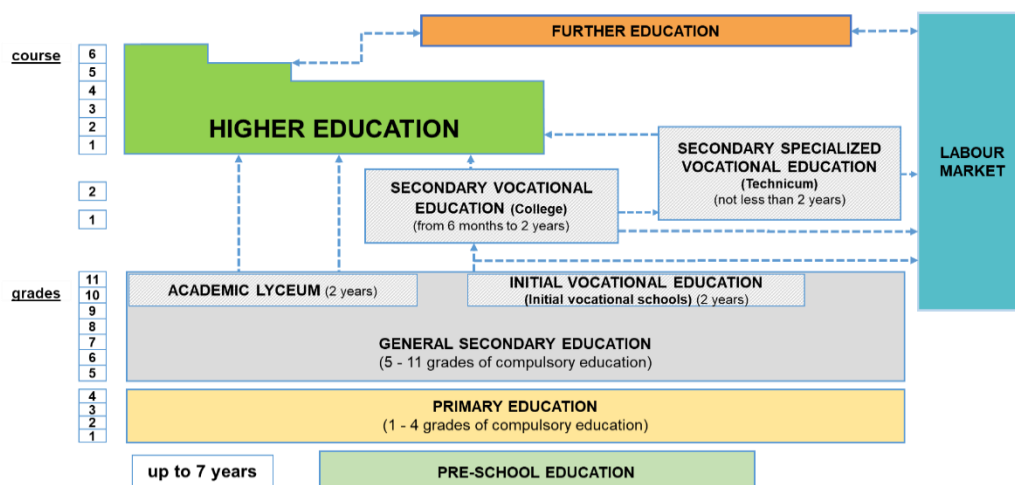 FURTHER EDUCATION
course
6
5
4
3
2
1
HIGHER EDUCATION
LABOUR
MARKET
SECONDARY SPECIALIZED
VOCATIONAL EDUCATION
(Technicum)
(not less than 2 years)
2
1
SECONDARY VOCATIONAL
EDUCATION (College)
(from 6 months to 2 years)
grades
11
10
9
8
7
6
5
ACADEMIC LYCEUM (2 years)
INITIAL VOCATIONAL EDUCATION
(Initial vocational schools) (2 years)
GENERAL SECONDARY EDUCATION
(5 - 11 grades of compulsory education)
4
3
2
1
PRIMARY EDUCATION
(1 - 4 grades of compulsory education)
up to 7 years
PRE-SCHOOL EDUCATION